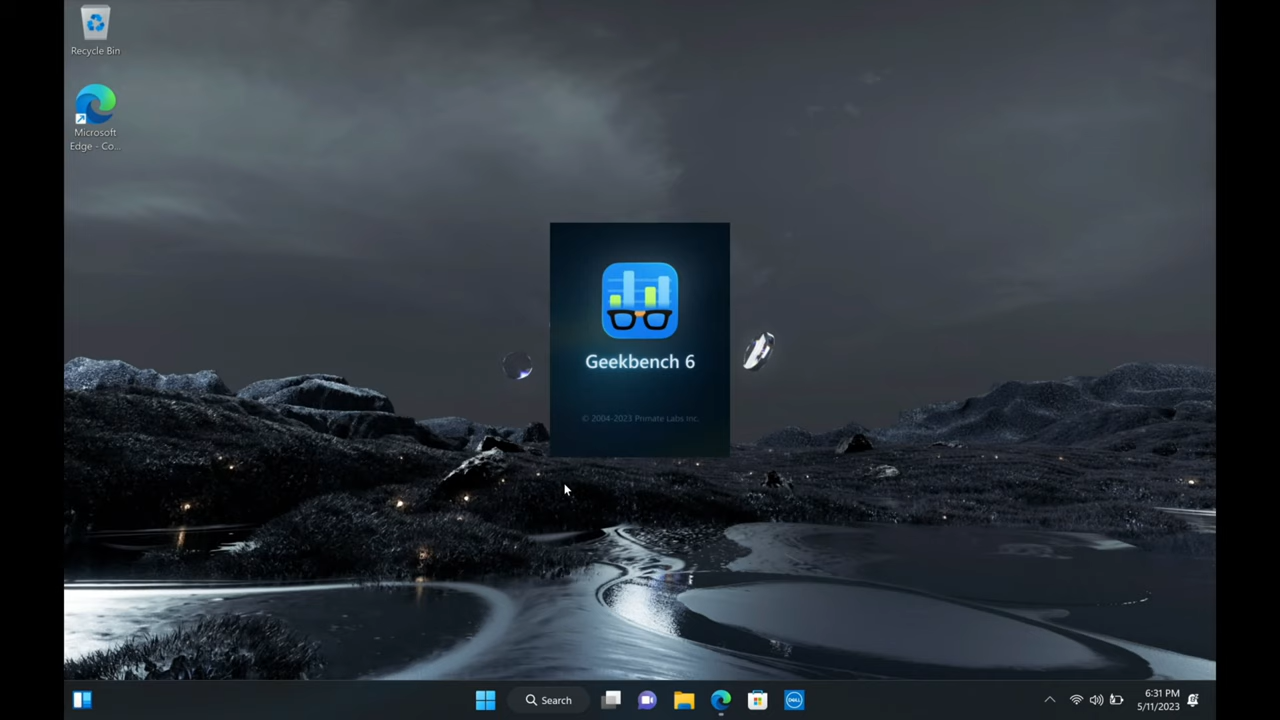 Recycle Bin
Microsoft
Edge - Co...
Geekbench 6
© 2004-2023 Primate Labs Inc.
Search
DELL
6:31 PM
5/11/2023